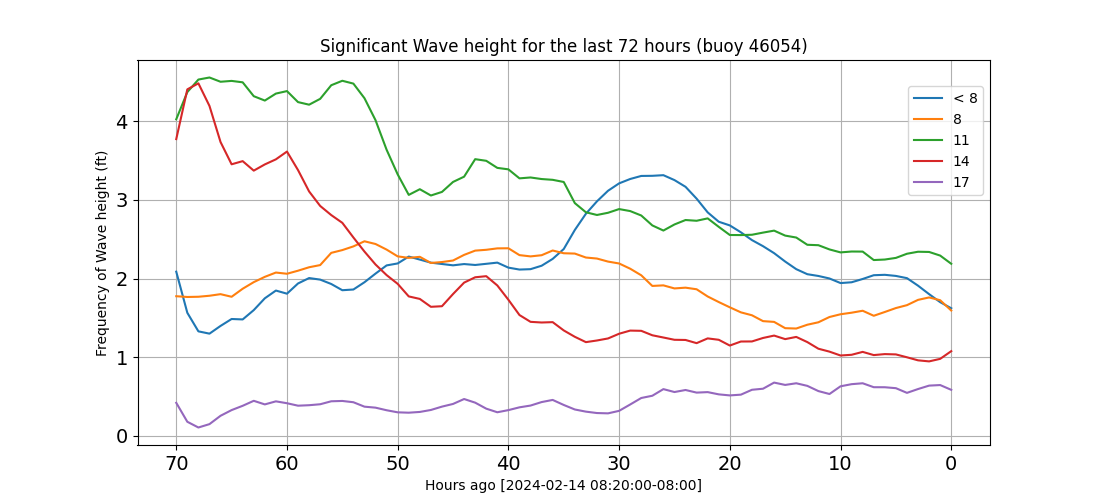 Significant Wave height for the last 72 hours (buoy 46054)
Frequency of Wave height (ft)
4
3
2
1
0
< 8
8
11
14
17
70 60 50 40 30 20 10 0
Hours ago [2024-02-14 08:20:00-08:00]